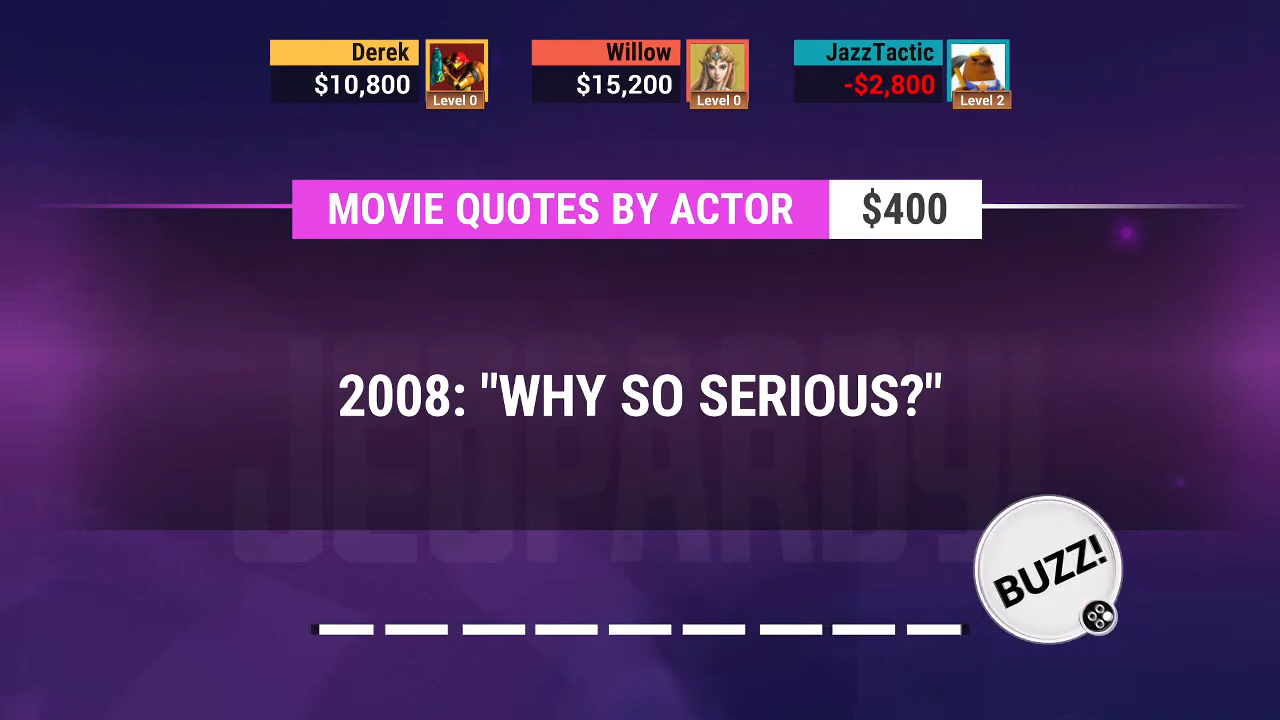 Derek
$10,800
Level 0
Willow
$15,200
Level 0
JazzTactic
-$2,800
Level 2
MOVIE QUOTES BY ACTOR $400
2008: "WHY SO SERIOUS?"
JEOPARDY!
BUZZ!